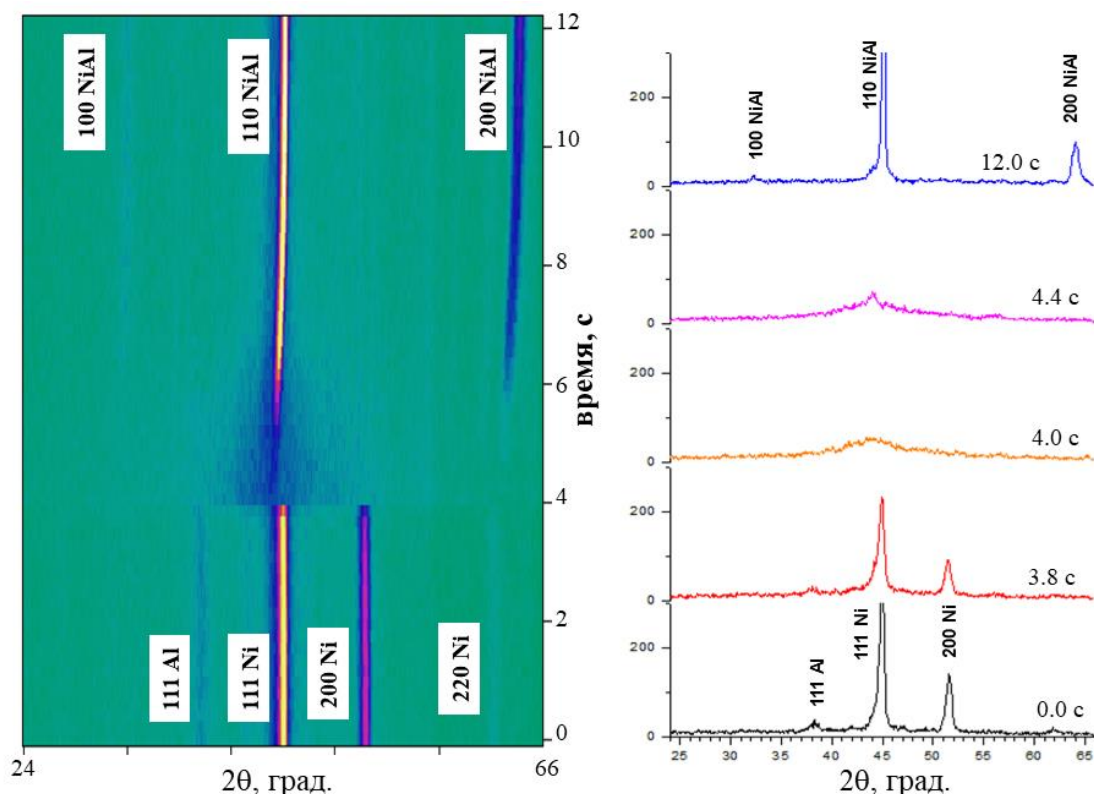 100 NiAl
110 NiAl
200 NiAl
111 Al
111 Ni
200 Ni
220 Ni
12
10
8
6
4
2
0
время, с
24
66
2θ, град.
100 NiAl
110 NiAl
200 NiAl
12.0 с
200
0
4.4 с
200
0
4.0 с
200
0
3.8 с
200
0
111 Al
111 Ni
200 Ni
0.0 с
200
0
25 30 35 40 45 50 55 60 65
2θ, град.